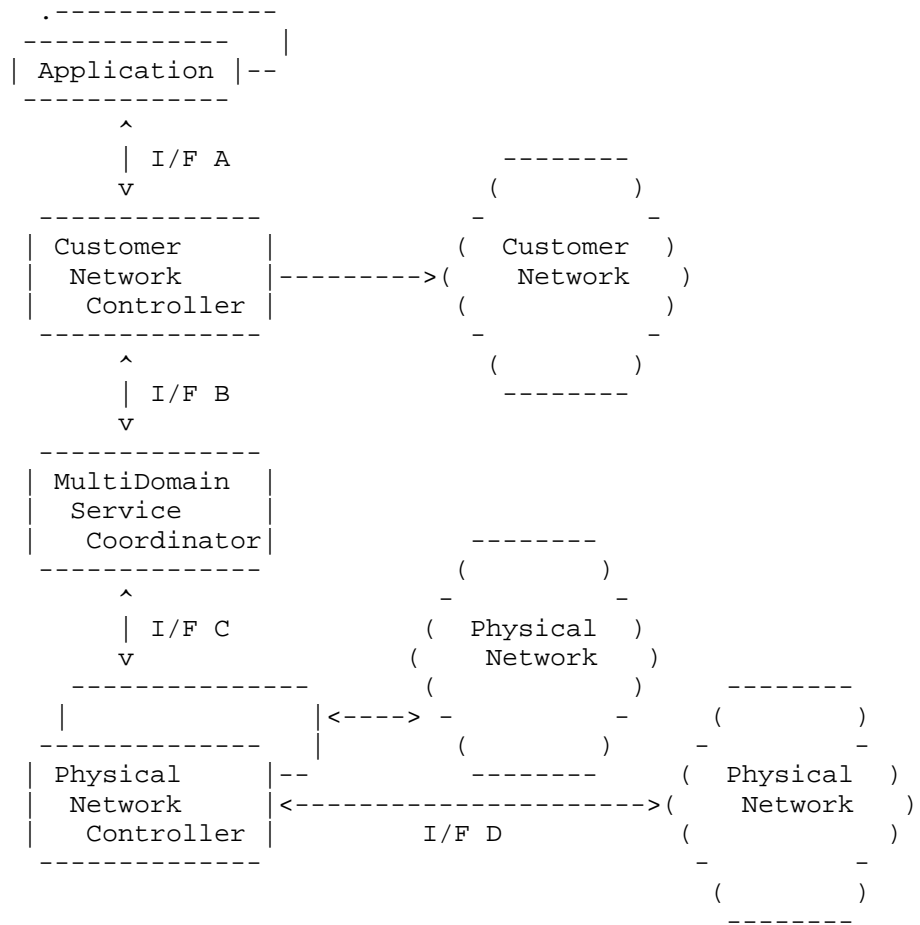 Application
I/F A
Customer
Network
Controller
Customer
Network
I/F B
MultiDomain
Service
Coordinator
I/F C
Physical
Network
Physical
Network
Controller
Physical
Network
I/F D